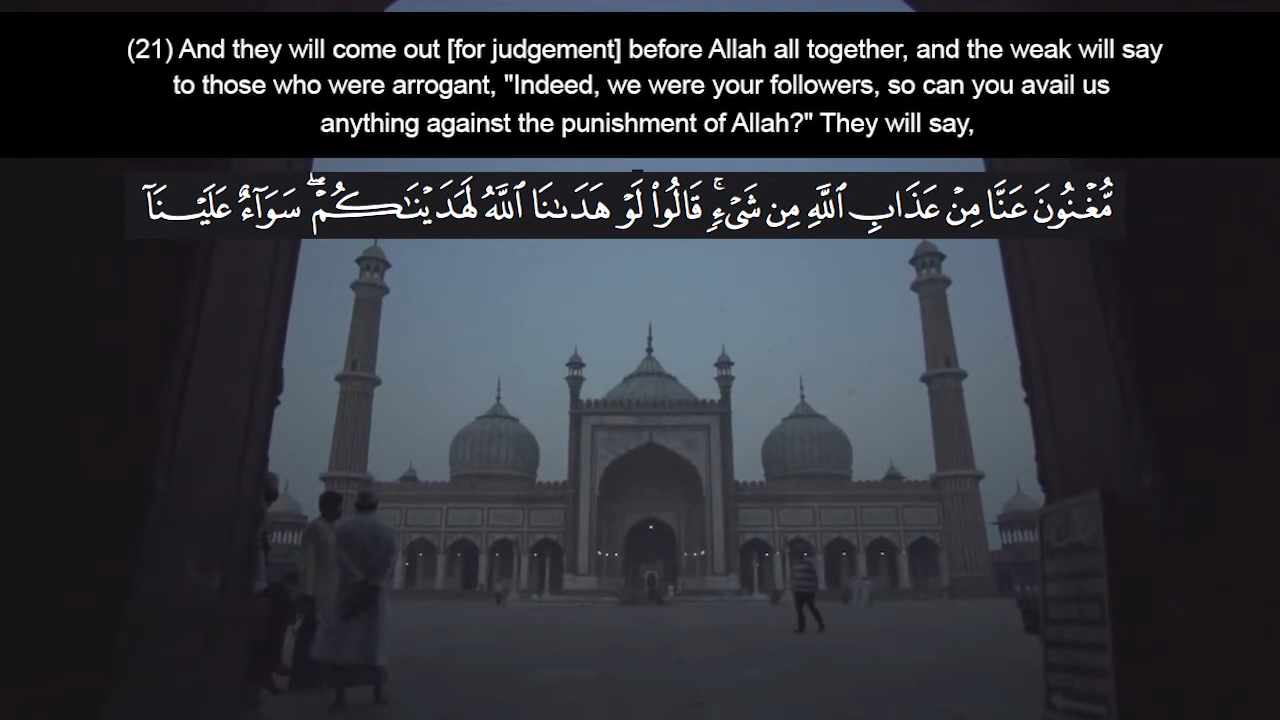 (21) And they will come out [for judgement] before Allah all together, and the weak will say
to those who were arrogant, "Indeed, we were your followers, so can you avail us
anything against the punishment of Allah?" They will say,
مُّغْنُونَ عَنَّا مِنْ عَذَابِ ٱللَّهِ مِن شَىْءٍۢ ۚ قَالُوا۟ لَوْ هَدَىٰنَا ٱللَّهُ لَهَدَيْنَـٰكُمْ ۖ سَوَآءٌ عَلَيْنَآ